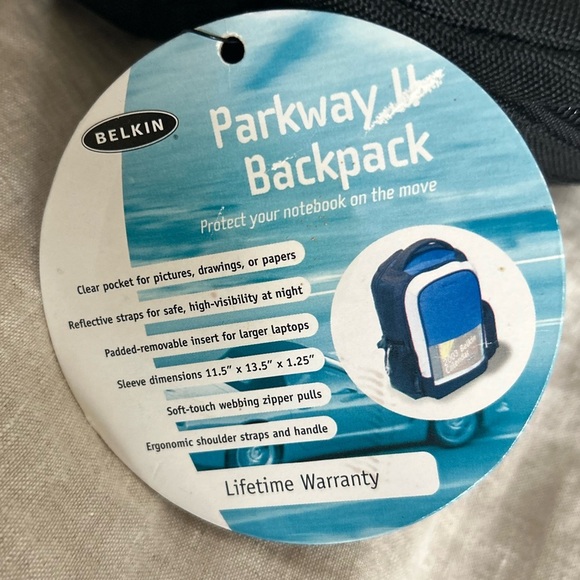 BELKIN
Parkway II
Backpack
Protect your notebook on the move
Clear pocket for pictures, drawings, or papers
Reflective straps for safe, high-visibility at night
Padded-removable insert for larger laptops
Sleeve dimensions 11.5” x 13.5” x 1.25”
Soft-touch webbing zipper pulls
Ergonomic shoulder straps and handle
Lifetime Warranty